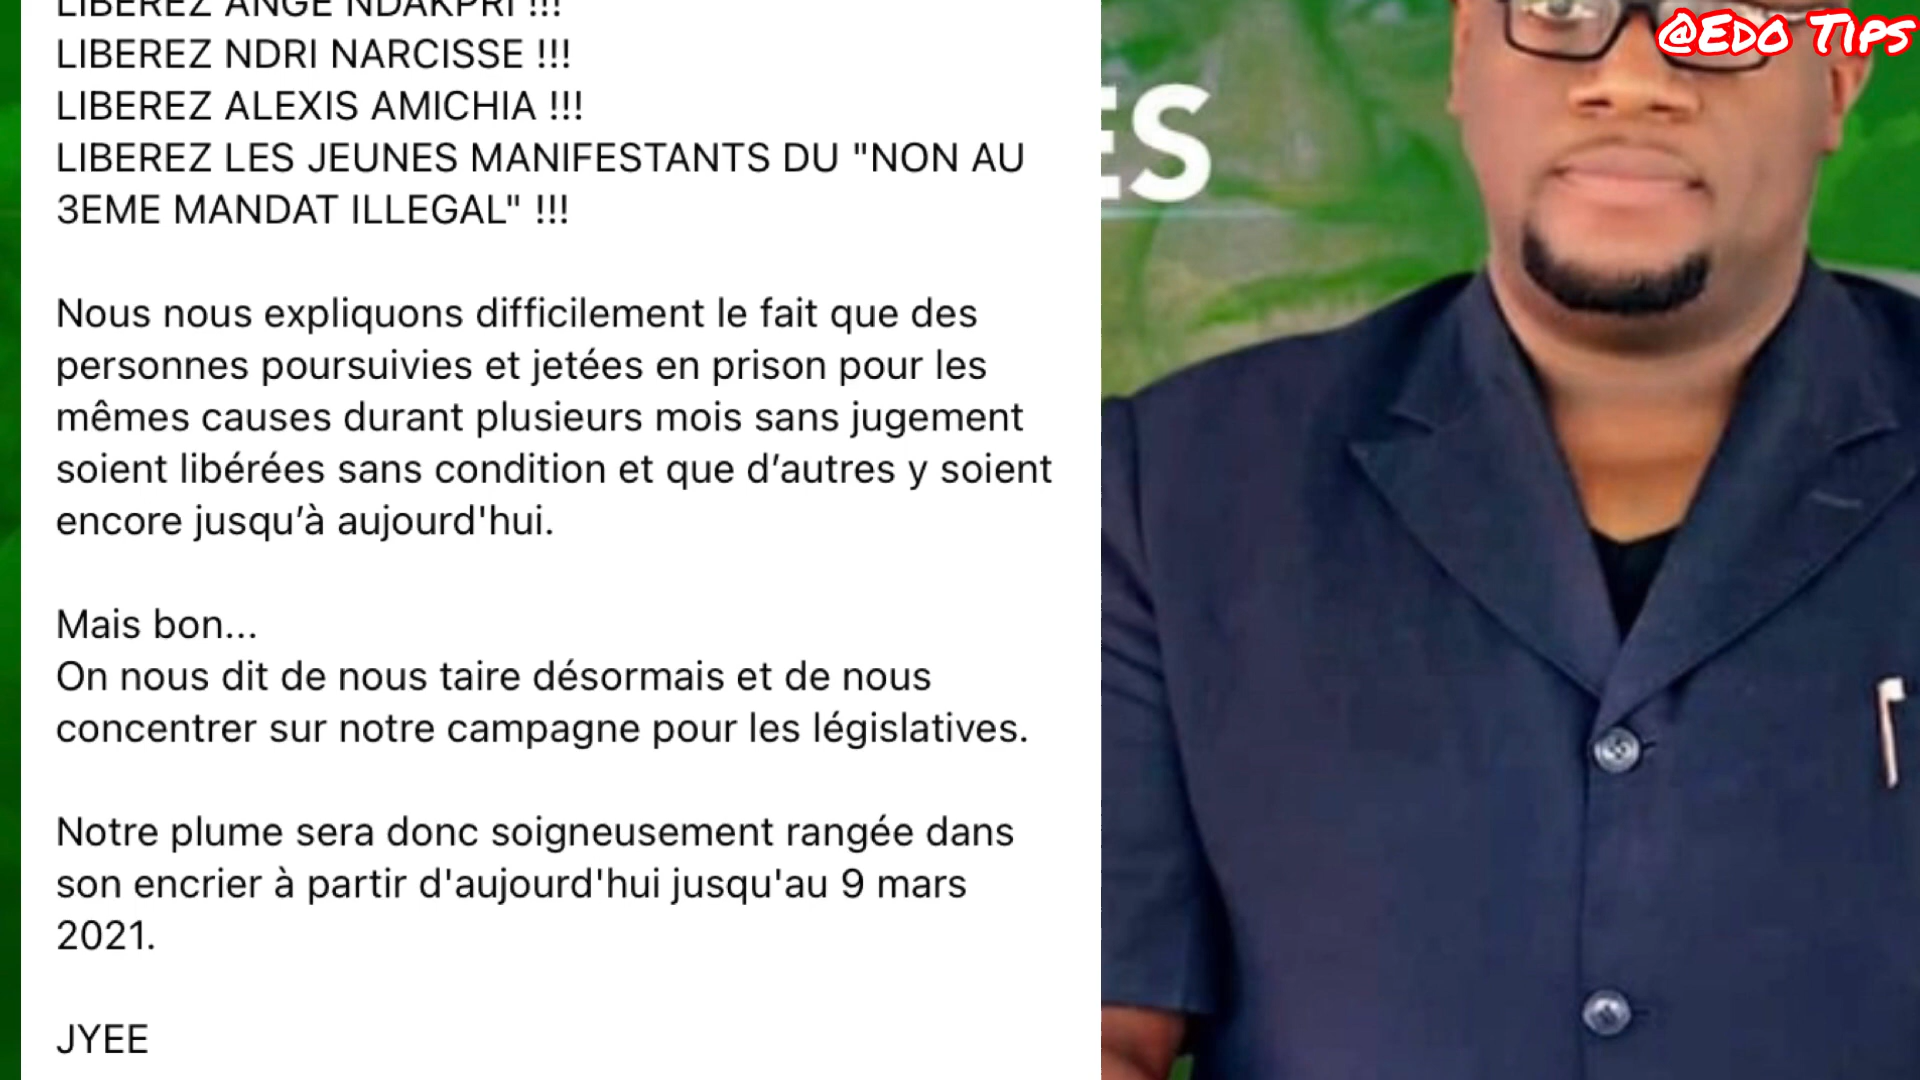 LIBEREZ ANGE NDAKPRI !!!
LIBEREZ NDRI NARCISSE !!!
LIBEREZ ALEXIS AMICHIA !!!
LIBEREZ LES JEUNES MANIFESTANTS DU "NON AU
3EME MANDAT ILLEGAL" !!!
Nous nous expliquons difficilement le fait que des
personnes poursuivies et jetées en prison pour les
mêmes causes durant plusieurs mois sans jugement
soient libérées sans condition et que d’autres y soient
encore jusqu’à aujourd'hui.
Mais bon...
On nous dit de nous taire désormais et de nous
concentrer sur notre campagne pour les législatives.
Notre plume sera donc soigneusement rangée dans
son encrier à partir d'aujourd'hui jusqu'au 9 mars
2021.
JYEE
ES
@Edo Tips